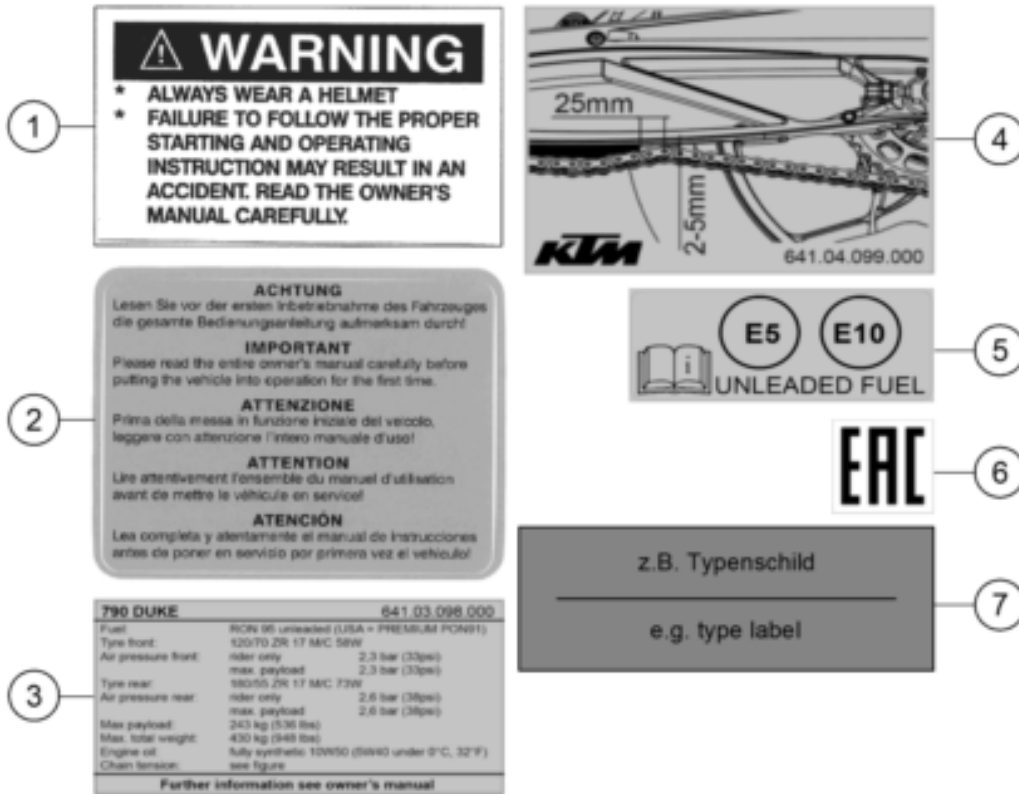 1
WARNING
* ALWAYS WEAR A HELMET
* FAILURE TO FOLLOW THE PROPER
STARTING AND OPERATING
INSTRUCTION MAY RESULT IN AN
ACCIDENT. READ THE OWNER'S
MANUAL CAREFULLY.
2
ACHTUNG
Lesen Sie vor der ersten Inbetriebnahme des Fahrzeuges
die gesamte Bedienungsanleitung aufmerksam durch!
IMPORTANT
Please read the entire owner's manual carefully before
putting the vehicle into operation for the first time.
ATTENZIONE
Prima della messa in funzione iniziale del veicolo,
leggere con attenzione l'intero manuale d'uso!
ATTENTION
Lire attentivement l'ensemble du manuel d'utilisation
avant de mettre le véhicule en service!
ATENCIÓN
Lea completa y atentamente el manual de instrucciones
antes de poner en servicio por primera vez el vehiculo!
3
790 DUKE 641.03.098.000
Fuel: RON 95 unleaded (USA = PREMIUM PON91)
Tyre front: 120/70 ZR 17 M/C 58W
Air pressure front: rider only 2,3 bar (33psi)
max. payload 2,3 bar (33psi)
Tyre rear: 180/55 ZR 17 M/C 73W
Air pressure rear: rider only 2,6 bar (38psi)
max. payload 2,6 bar (38psi)
Max payload: 243 kg (536 lbs)
Max. total weight: 430 kg (948 lbs)
Engine oil: fully synthetic 10W50 (5W40 under 0°C, 32°F)
Chain tension: see figure
Further information see owner's manual
4
25mm
2-5mm
KTM
641.04.099.000
5
E5 E10
i
UNLEADED FUEL
6
EAC
7
z.B. Typenschild
e.g. type label